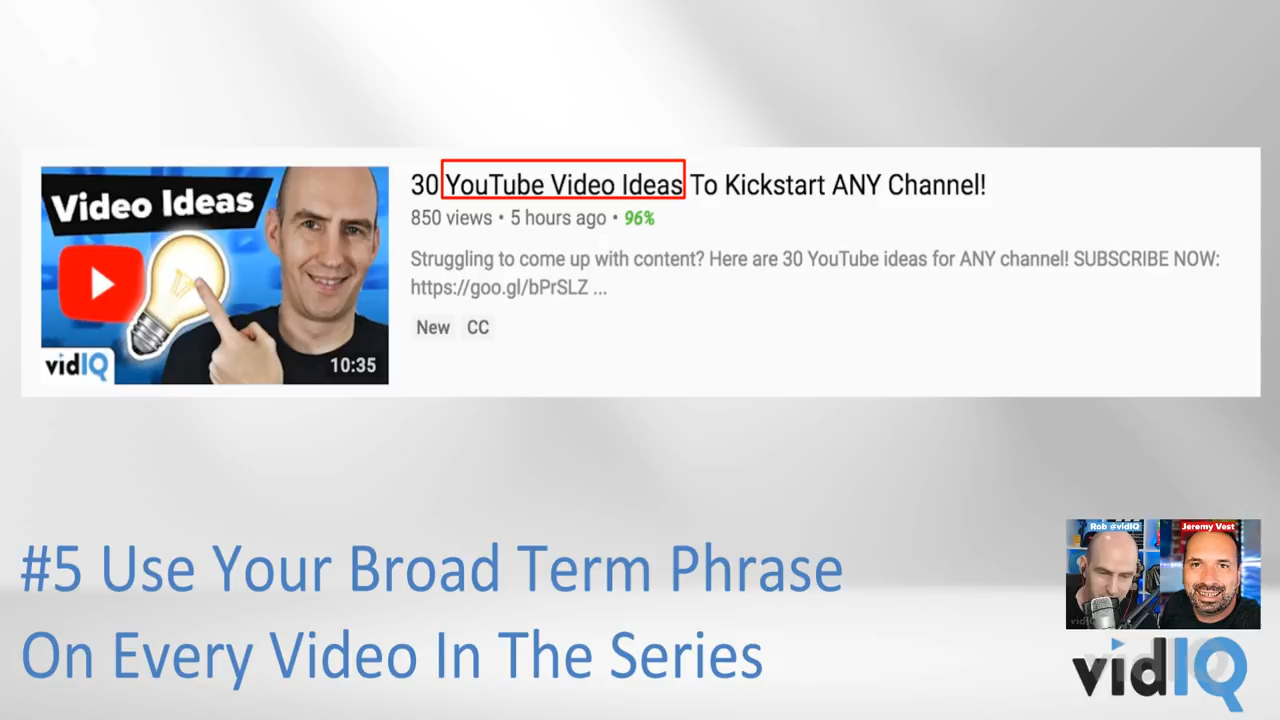 Video Ideas
vidIQ
10:35
30 YouTube Video Ideas To Kickstart ANY Channel!
850 views • 5 hours ago • 96%
Struggling to come up with content? Here are 30 YouTube ideas for ANY channel! SUBSCRIBE NOW:
https://goo.gl/bPrSLZ ...
New CC
#5 Use Your Broad Term Phrase
On Every Video In The Series
Rob @vidIQ Jeremy Vest
vidIQ
vidIQ